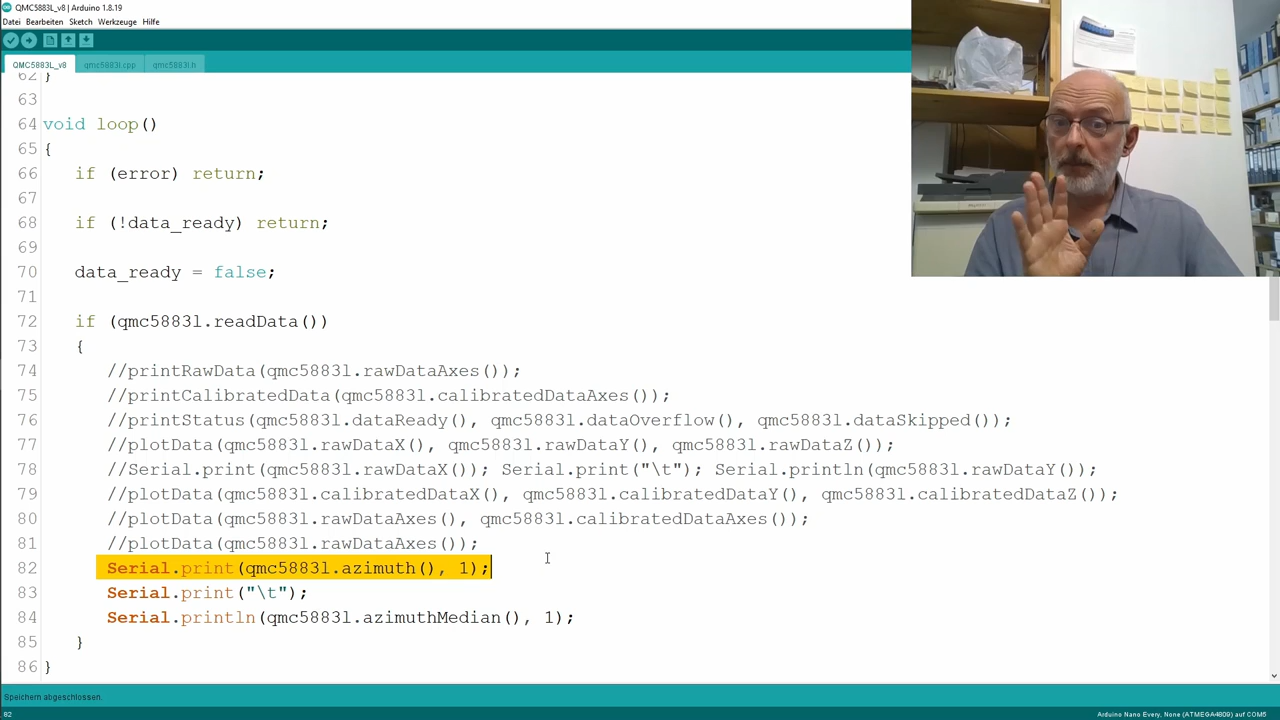 QMC5883L_v8 | Arduino 1.8.19
Datei Bearbeiten Sketch Werkzeuge Hilfe
QMC5883L_v8 qmc5883l.cpp qmc5883l.h
62 }
63
64 void loop()
65 {
66 if (error) return;
67
68 if (!data_ready) return;
69
70 data_ready = false;
71
72 if (qmc5883l.readData())
73 {
74 //printRawData(qmc5883l.rawDataAxes());
75 //printCalibratedData(qmc5883l.calibratedDataAxes());
76 //printStatus(qmc5883l.dataReady(), qmc5883l.dataOverflow(), qmc5883l.dataSkipped());
77 //plotData(qmc5883l.rawDataX(), qmc5883l.rawDataY(), qmc5883l.rawDataZ());
78 //Serial.print(qmc5883l.rawDataX()); Serial.print("\t"); Serial.println(qmc5883l.rawDataY());
79 //plotData(qmc5883l.calibratedDataX(), qmc5883l.calibratedDataY(), qmc5883l.calibratedDataZ());
80 //plotData(qmc5883l.rawDataAxes(), qmc5883l.calibratedDataAxes());
81 //plotData(qmc5883l.rawDataAxes());
82 Serial.print(qmc5883l.azimuth(), 1);
83 Serial.print("\t");
84 Serial.println(qmc5883l.azimuthMedian(), 1);
85 }
86 }
Speichern abgeschlossen.
82 Arduino Nano Every, None (ATMEGA4809) auf COM5